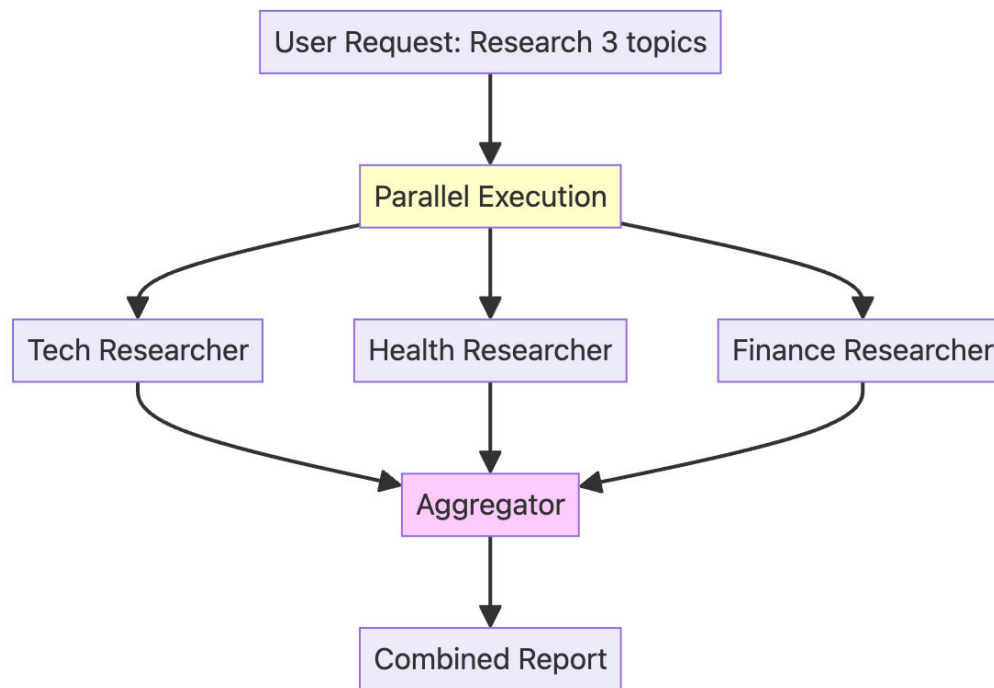 User Request: Research 3 topics
Parallel Execution
Tech Researcher
Health Researcher
Finance Researcher
Aggregator
Combined Report